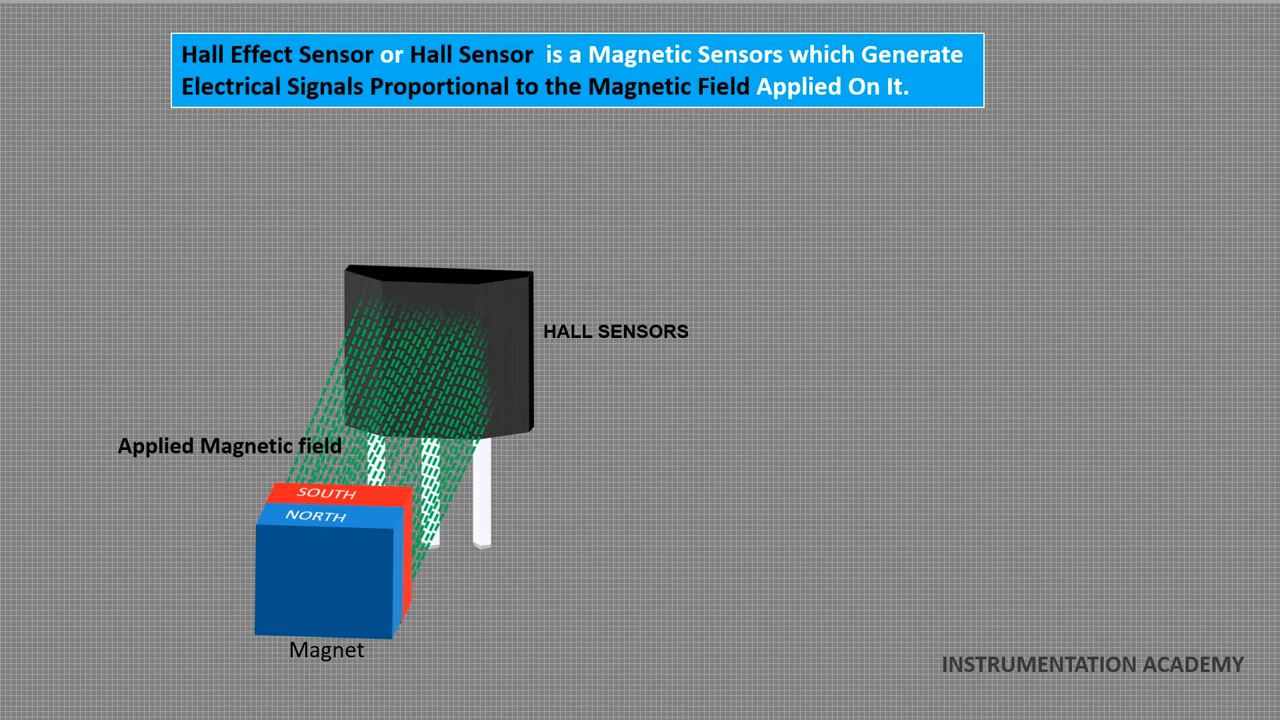 Hall Effect Sensor or Hall Sensor is a Magnetic Sensors which Generate
Electrical Signals Proportional to the Magnetic Field Applied On It.
HALL SENSORS
Applied Magnetic field
SOUTH
NORTH
Magnet
INSTRUMENTATION ACADEMY